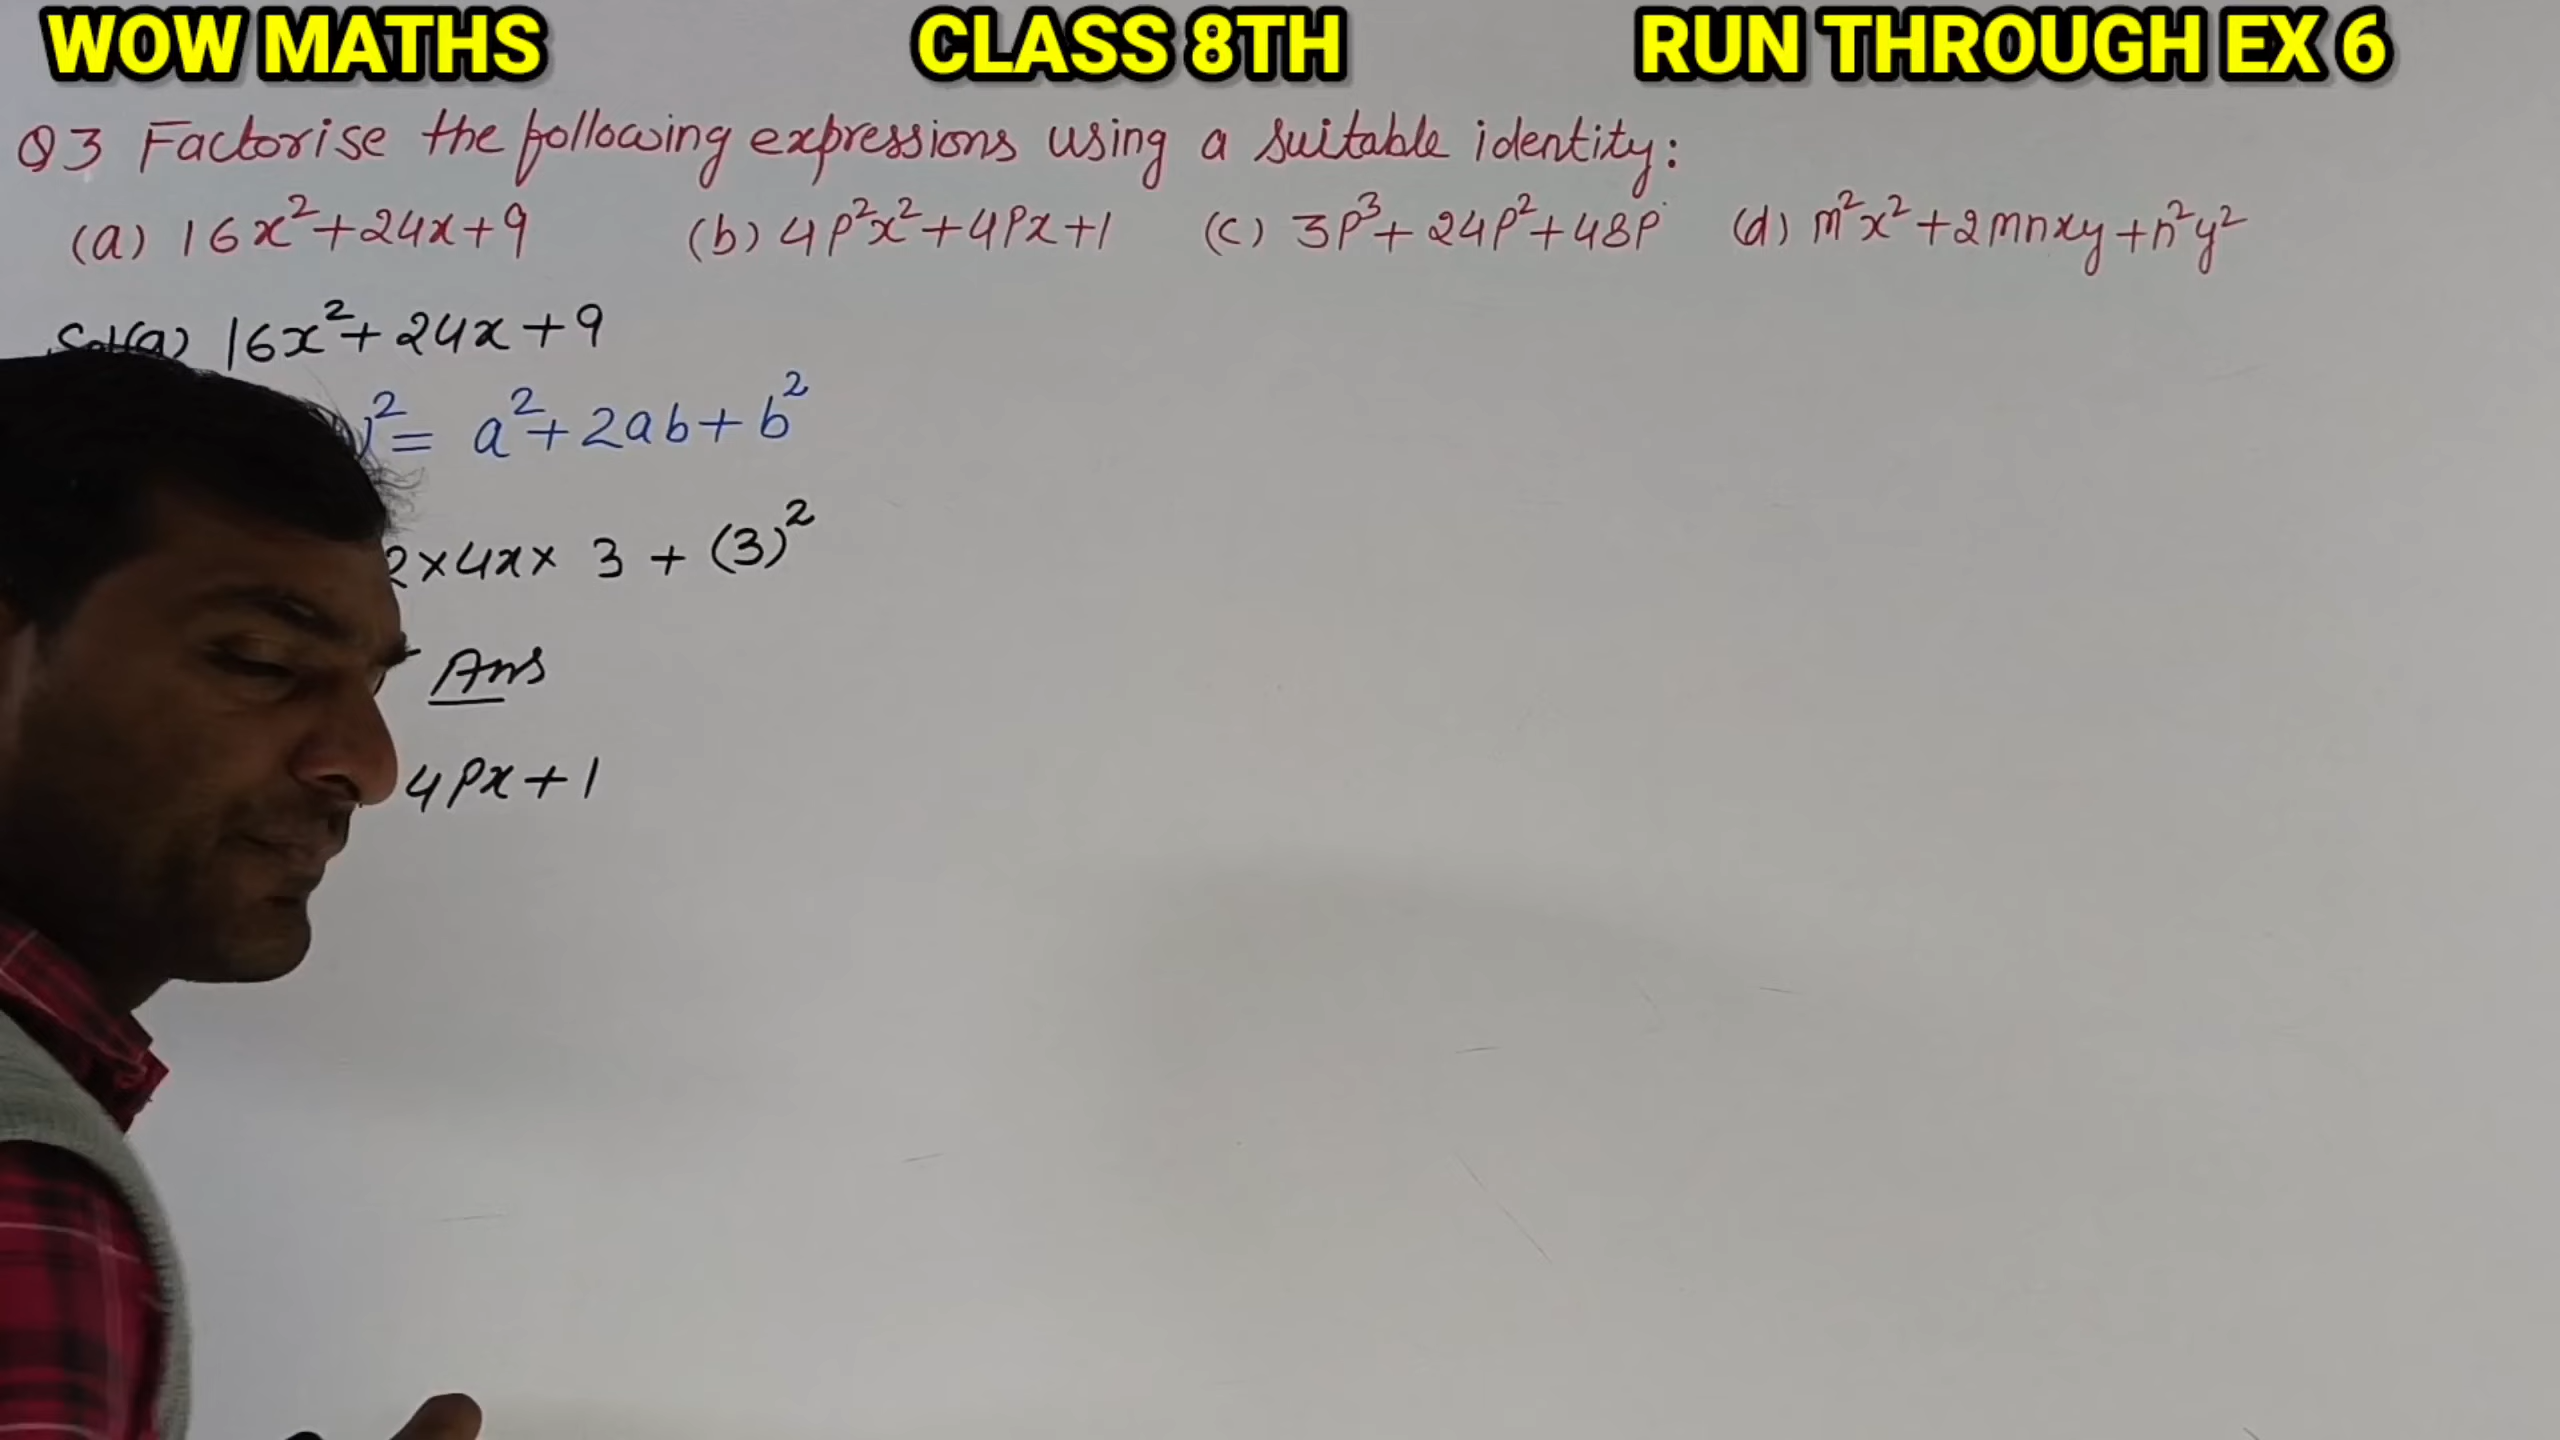 WOW MATHS CLASS 8TH RUN THROUGH EX 6
Q3 Factorise the following expressions using a suitable identity:
(a) 16x²+24x+9 (b) 4p²x²+4px+1 (c) 3p³+24p²+48p (d) m²x²+2mnxy+n²y²
Sol(a) 16x²+24x+9
)²= a²+2ab+b²
2×4x× 3 + (3)²
Ans
4px+1